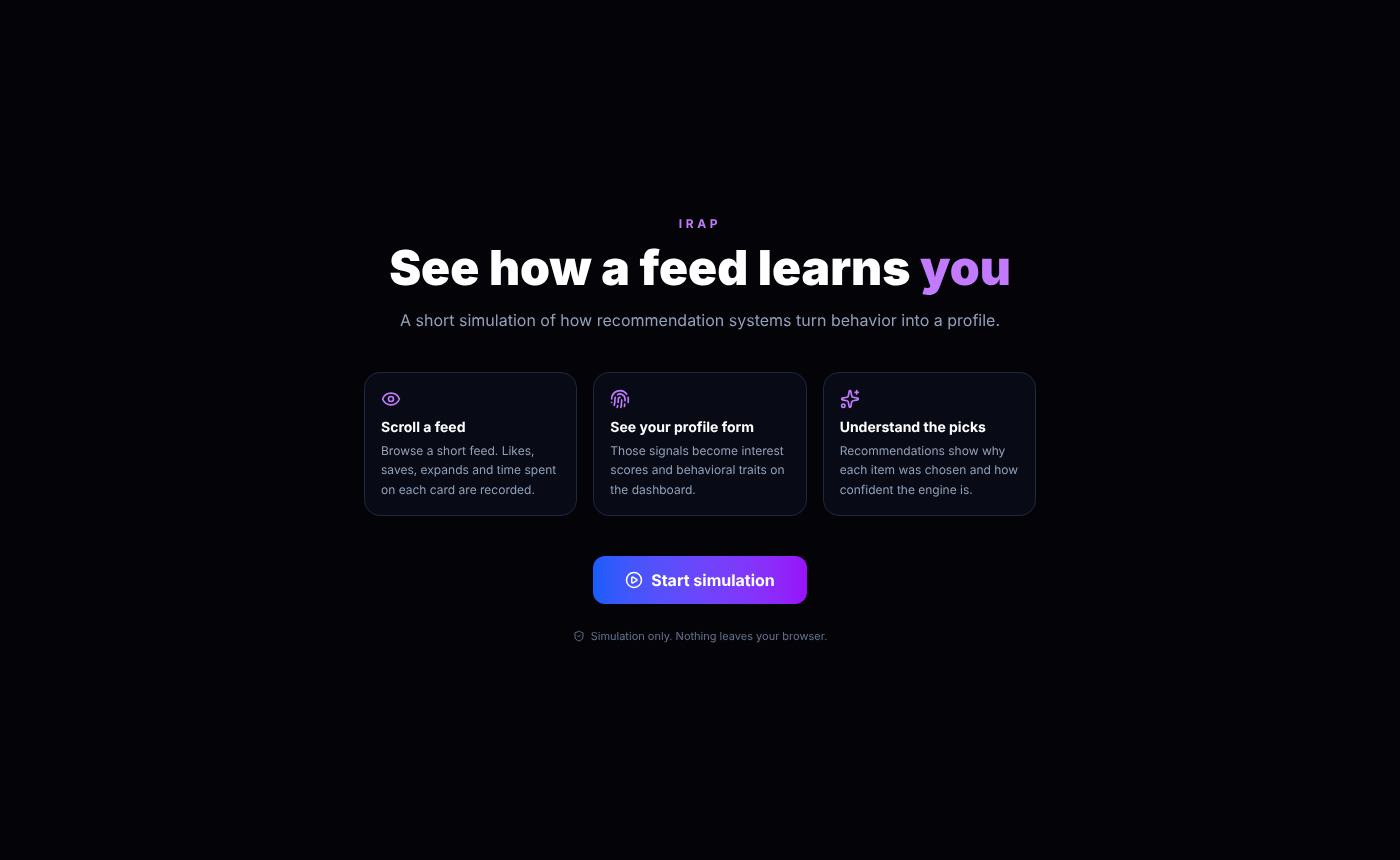 IRAP
See how a feed learns you
A short simulation of how recommendation systems turn behavior into a profile.
Scroll a feed
Browse a short feed. Likes,
saves, expands and time spent
on each card are recorded.
See your profile form
Those signals become interest
scores and behavioral traits on
the dashboard.
Understand the picks
Recommendations show why
each item was chosen and how
confident the engine is.
Start simulation
Simulation only. Nothing leaves your browser.